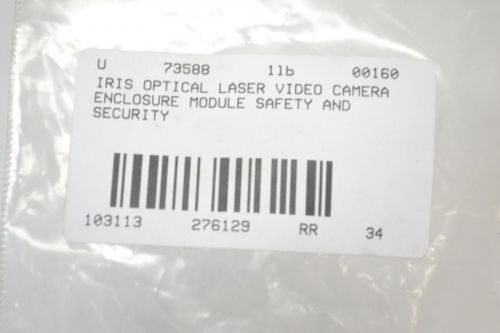 U 73588 1lb 00160
IRIS OPTICAL LASER VIDEO CAMERA
ENCLOSURE MODULE SAFETY AND
SECURITY
103113 276129 RR 34